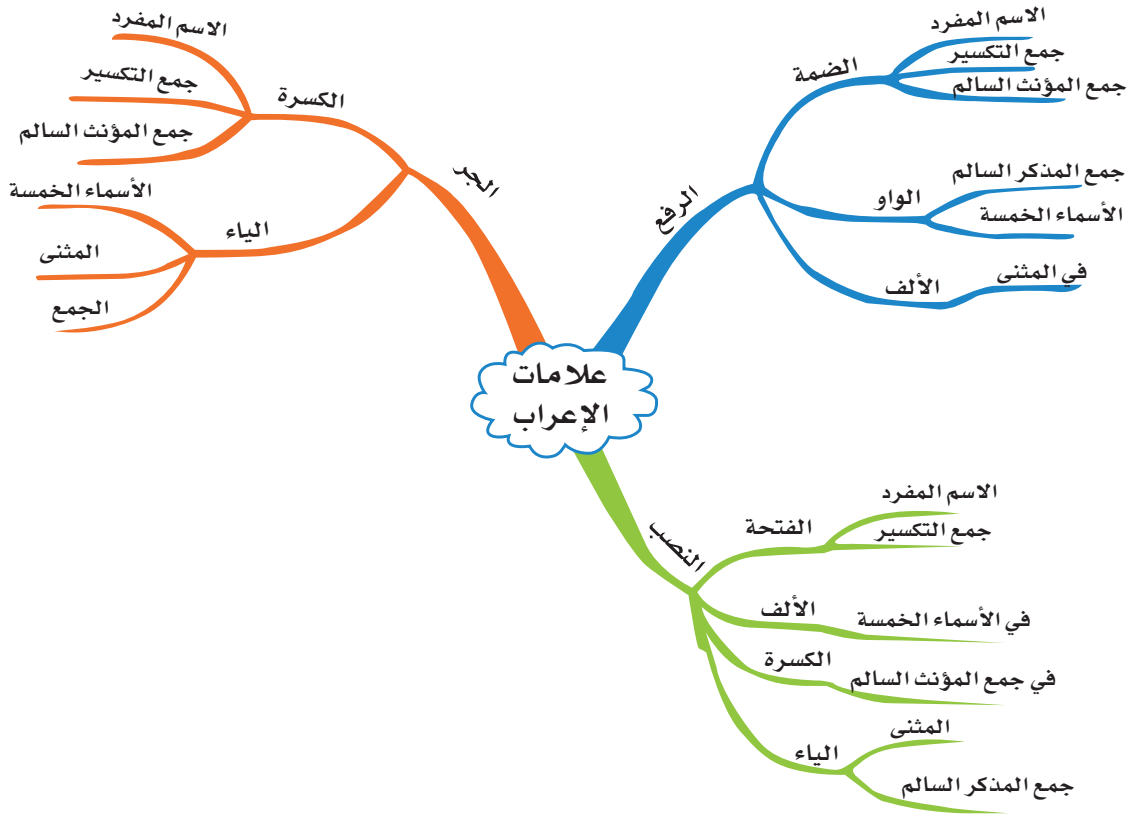 علامات
الإعراب
الرفع
الضمة
الاسم المفرد
جمع التكسير
جمع المؤنث السالم
الواو
جمع المذكر السالم
الأسماء الخمسة
الألف
في المثنى
النصب
الفتحة
الاسم المفرد
جمع التكسير
الألف
في الأسماء الخمسة
الكسرة
في جمع المؤنث السالم
الياء
المثنى
جمع المذكر السالم
الجر
الكسرة
الاسم المفرد
جمع التكسير
جمع المؤنث السالم
الياء
الأسماء الخمسة
المثنى
الجمع